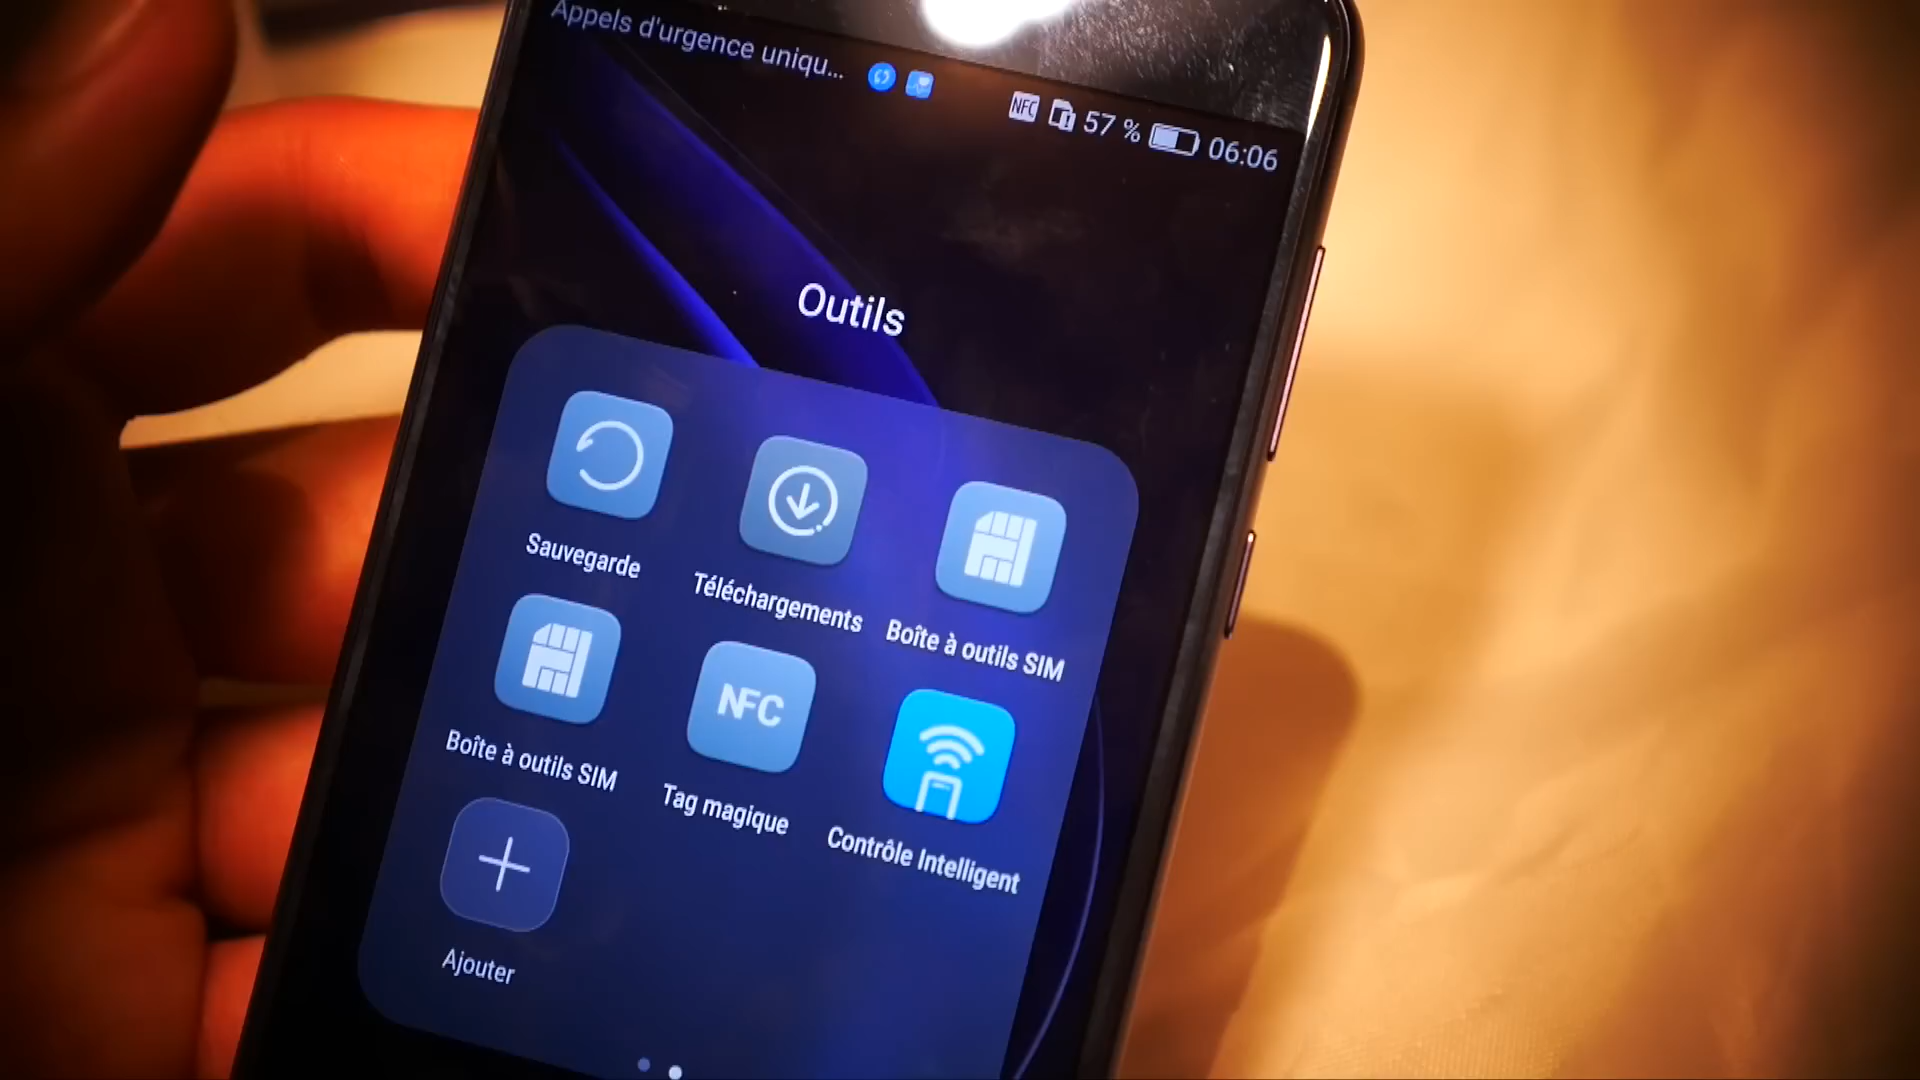 Appels d'urgence uniqu...
NFC 57 % 06:06
Outils
Sauvegarde
Téléchargements
Boîte à outils SIM
Boîte à outils SIM
NFC
Tag magique
Contrôle Intelligent
Ajouter